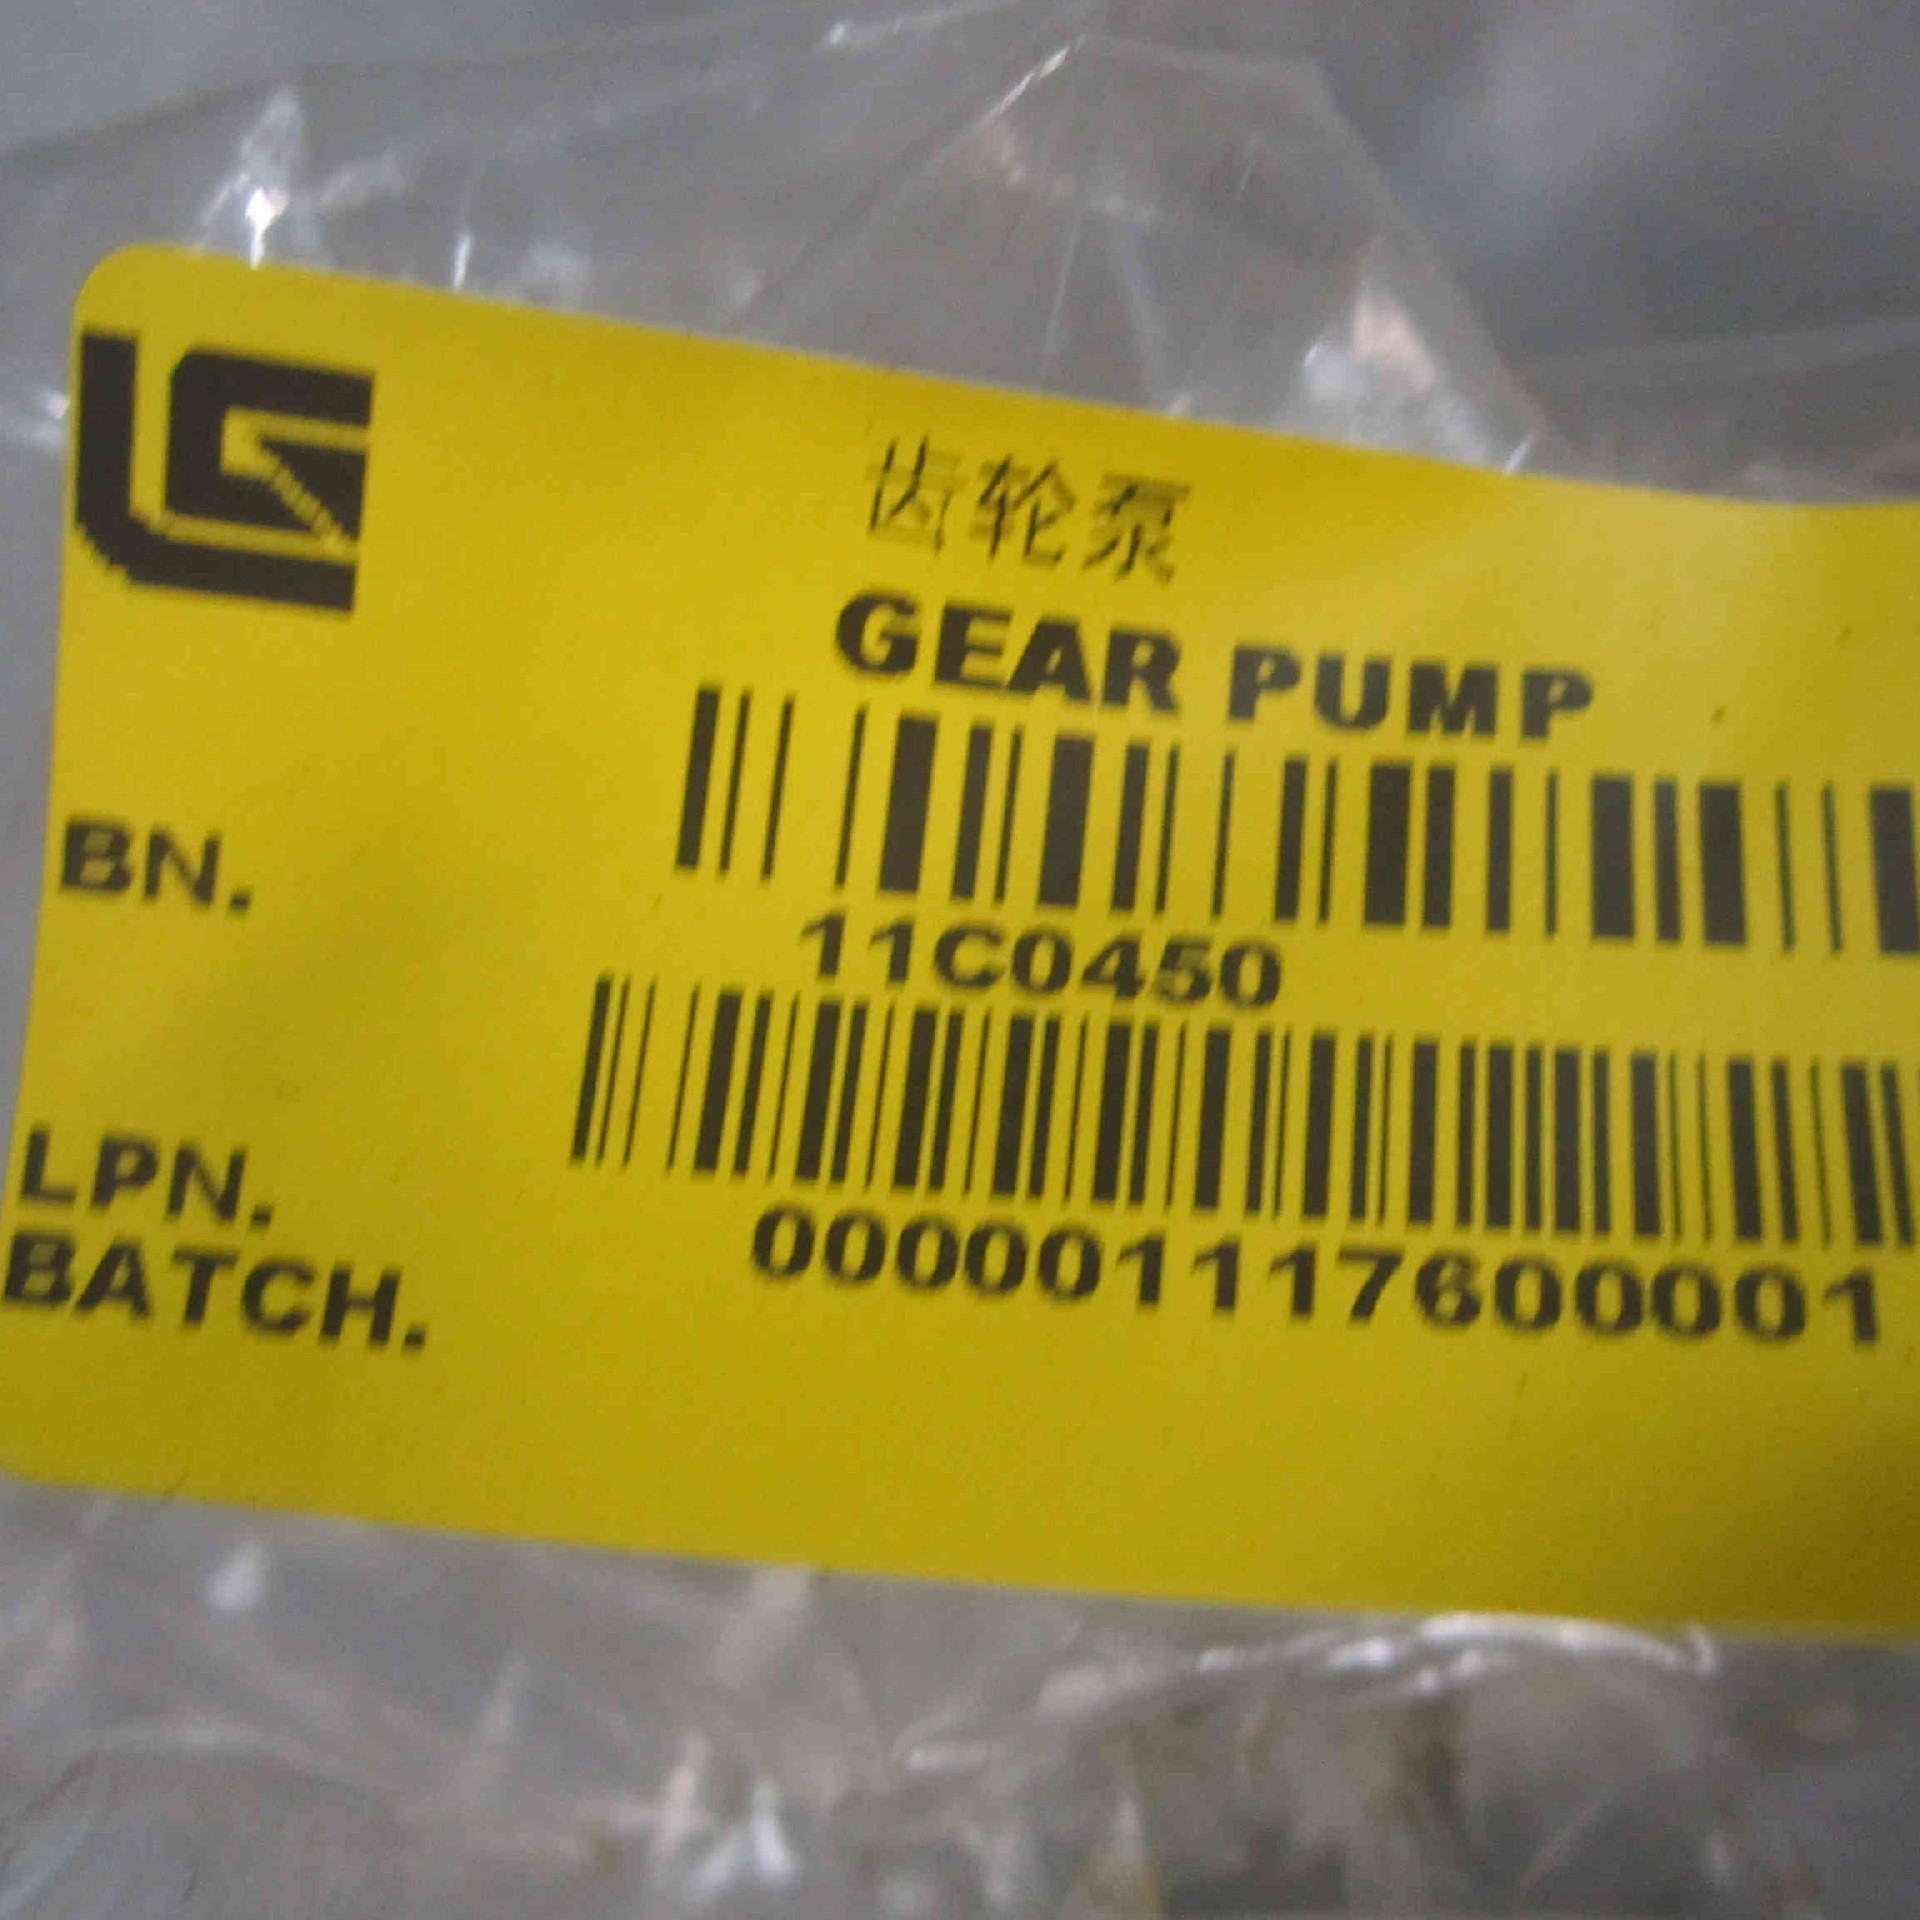 齿轮泵
GEAR PUMP
BN.
11C0450
LPN.
000001117600001
BATCH.